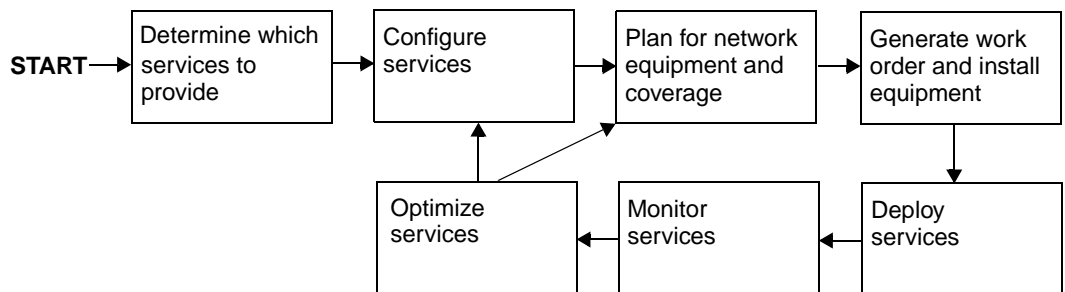 START
Determine which
services to
provide
Configure
services
Plan for network
equipment and
coverage
Generate work
order and install
equipment
Optimize
services
Monitor
services
Deploy
services